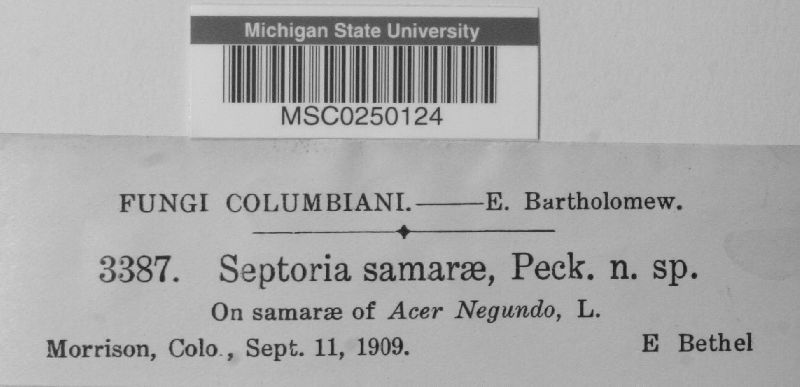 Michigan State University
MSC0250124
FUNGI COLUMBIANI.——E. Bartholomew.
3387. Septoria samaræ, Peck. n. sp.
On samaræ of Acer Negundo, L.
Morrison, Colo., Sept. 11, 1909. E Bethel